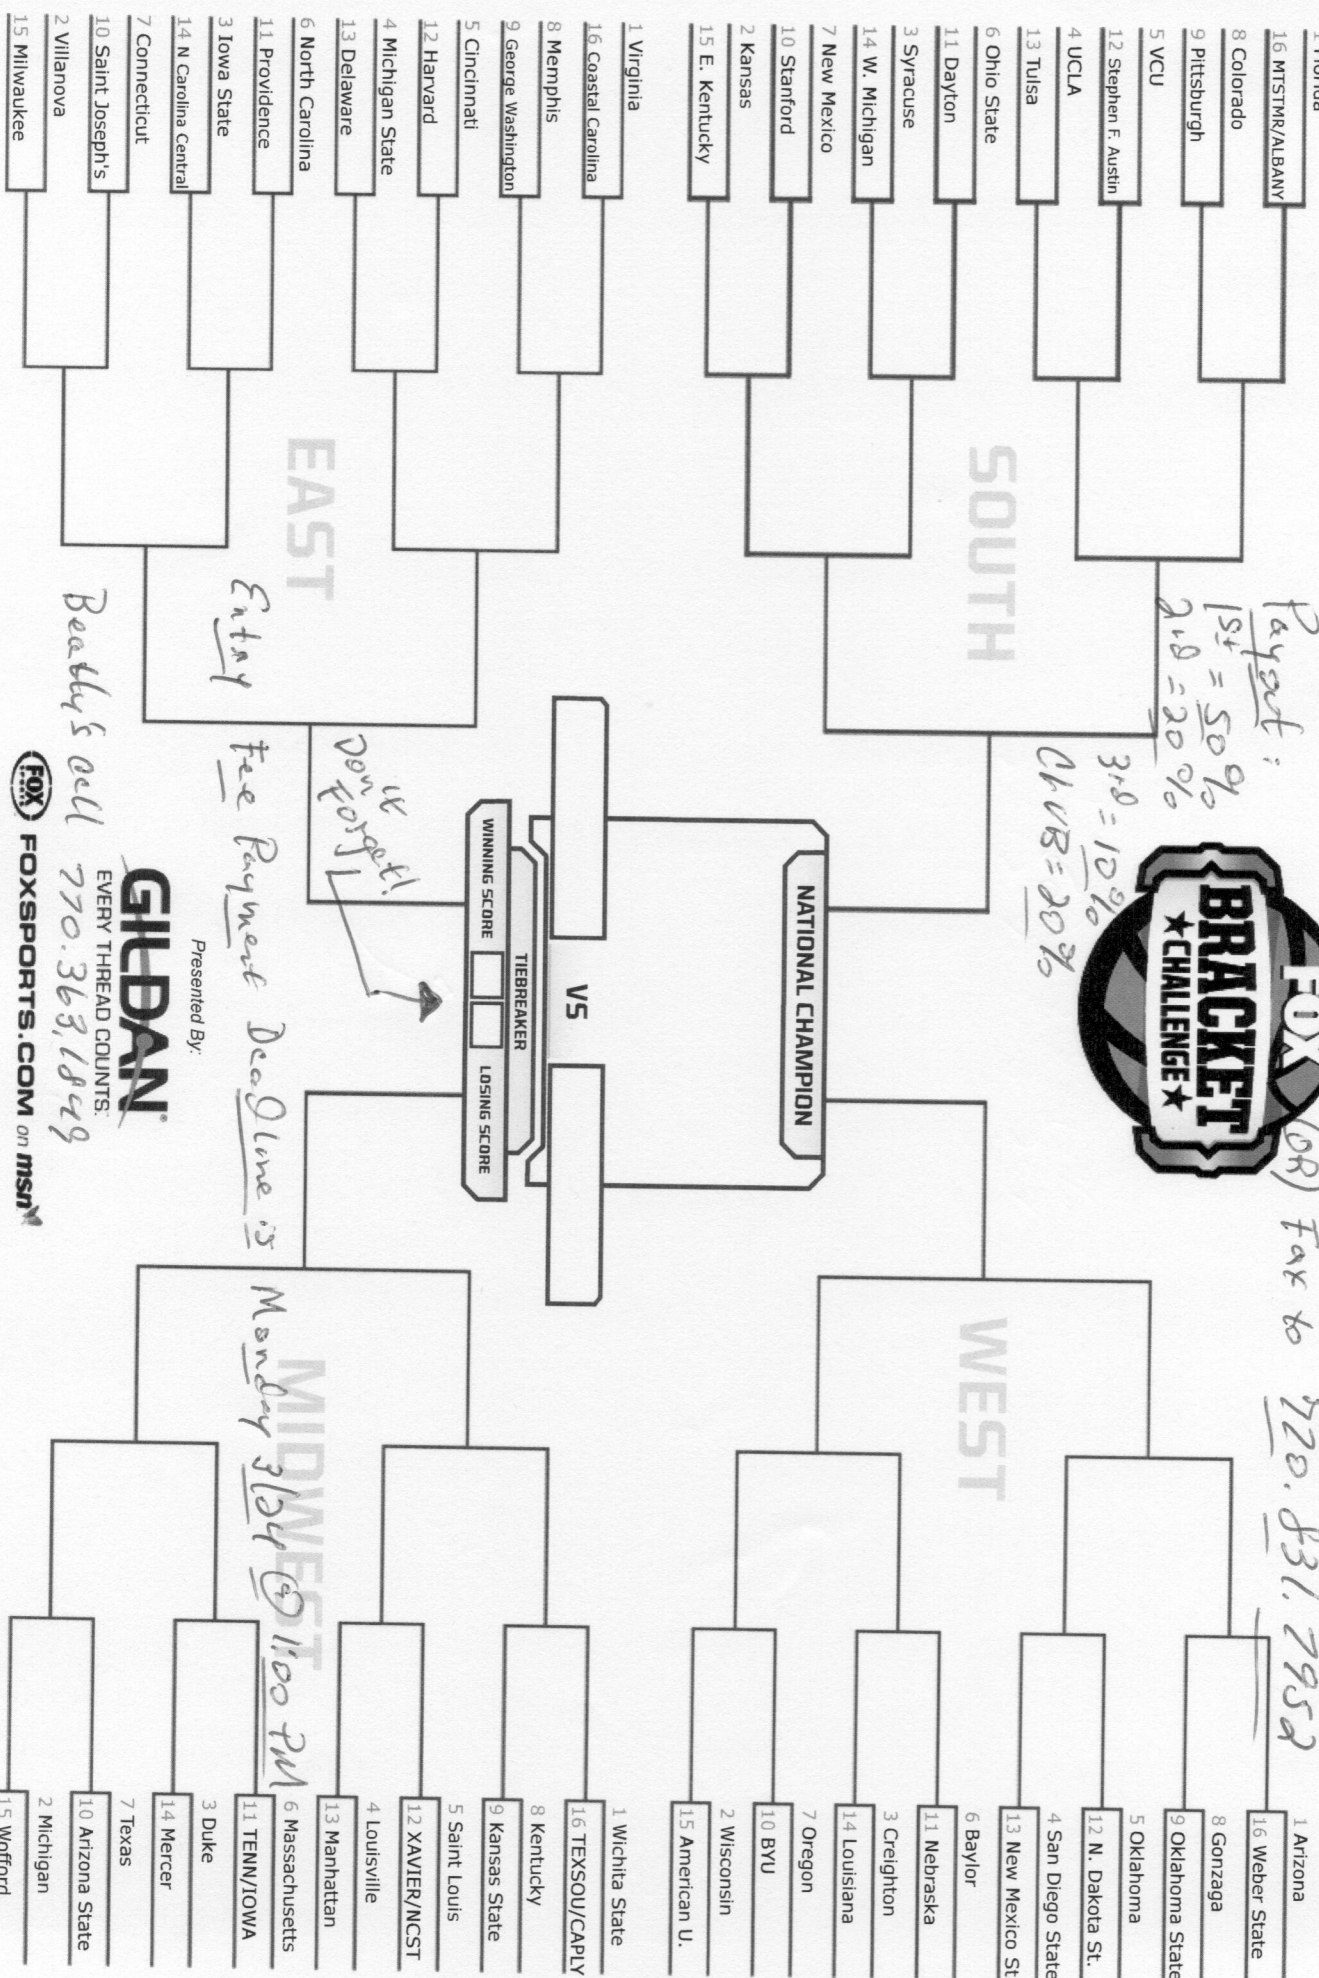 1 Florida
16 MTSTMR/ALBANY
8 Colorado
9 Pittsburgh
5 VCU
12 Stephen F. Austin
4 UCLA
13 Tulsa
6 Ohio State
11 Dayton
3 Syracuse
14 W. Michigan
7 New Mexico
10 Stanford
2 Kansas
15 E. Kentucky
SOUTH
1 Virginia
16 Coastal Carolina
8 Memphis
9 George Washington
5 Cincinnati
12 Harvard
4 Michigan State
13 Delaware
6 North Carolina
11 Providence
3 Iowa State
14 N Carolina Central
7 Connecticut
10 Saint Joseph's
2 Villanova
15 Milwaukee
EAST
Payout:
1st = 50%
2nd = 20%
3rd = 10%
CHVB = 20%
FOX
BRACKET
★CHALLENGE★
(OR) Fax to 770.831.7952
NATIONAL CHAMPION
VS
TIEBREAKER
WINNING SCORE LOSING SCORE
Don't
Forget!
Entry Fee Payment Deadline is Monday 3/24 @ 1:00 PM
Presented By:
GILDAN®
EVERY THREAD COUNTS.
cell 770.363.1849
FOX FOXSPORTS.COM on msn
1 Arizona
16 Weber State
8 Gonzaga
9 Oklahoma State
5 Oklahoma
12 N. Dakota St.
4 San Diego State
13 New Mexico St
6 Baylor
11 Nebraska
3 Creighton
14 Louisiana
7 Oregon
10 BYU
2 Wisconsin
15 American U.
WEST
1 Wichita State
16 TEXSOU/CAPLY
8 Kentucky
9 Kansas State
5 Saint Louis
12 XAVIER/NCST
4 Louisville
13 Manhattan
6 Massachusetts
11 TENN/IOWA
3 Duke
14 Mercer
7 Texas
10 Arizona State
2 Michigan
15 Wofford
MIDWEST